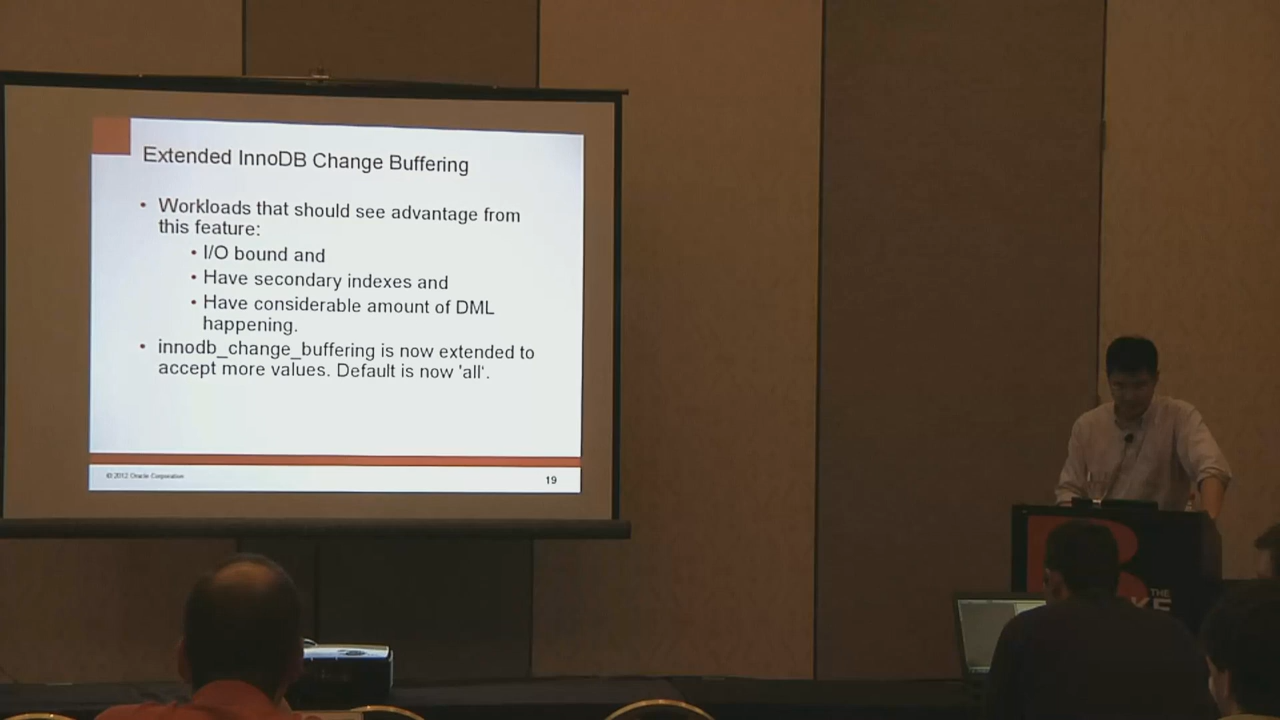 Extended InnoDB Change Buffering
• Workloads that should see advantage from
this feature:
• I/O bound and
• Have secondary indexes and
• Have considerable amount of DML
happening.
• innodb_change_buffering is now extended to
accept more values. Default is now 'all'.
© 2012 Oracle Corporation
19
B
THE